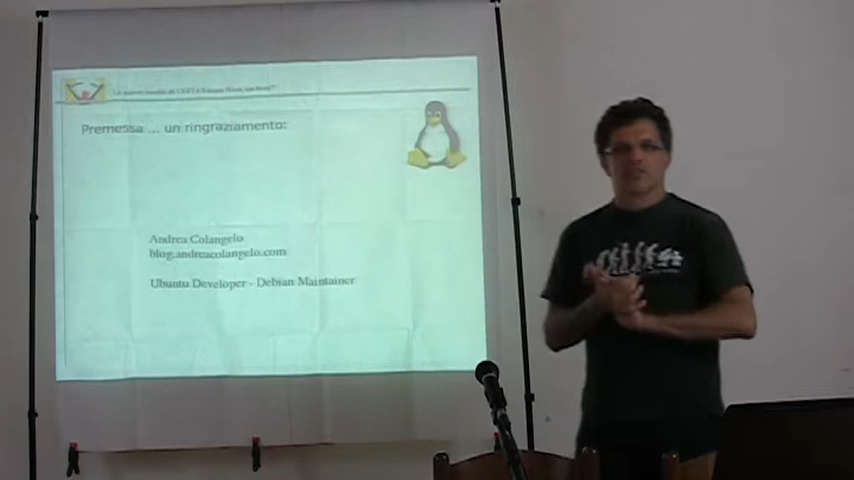 Premessa ... un ringraziamento:
Andrea Colangelo
blog.andreacolangelo.com
Ubuntu Developer - Debian Maintainer